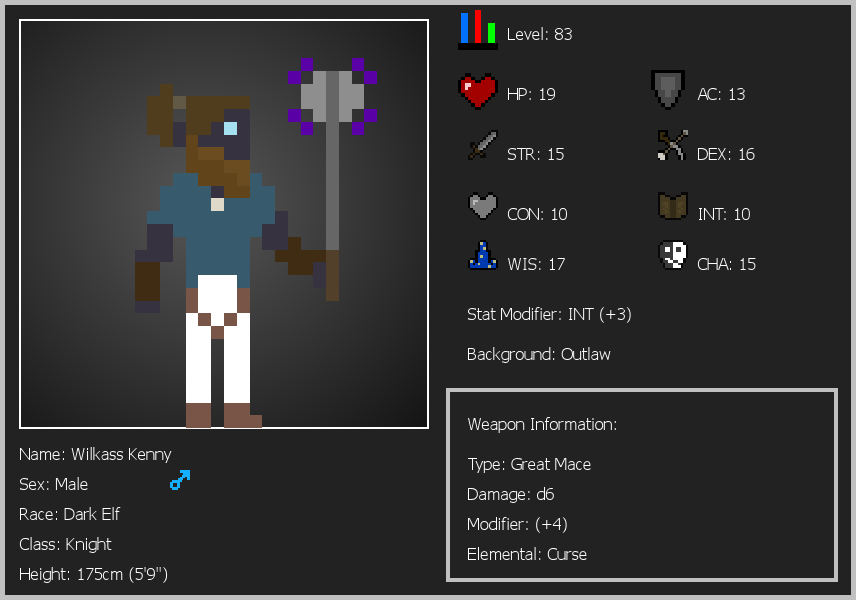 Level: 83
HP: 19
AC: 13
STR: 15
DEX: 16
CON: 10
INT: 10
WIS: 17
CHA: 15
Stat Modifier: INT (+3)
Background: Outlaw
Weapon Information:
Type: Great Mace
Damage: d6
Modifier: (+4)
Elemental: Curse
Name: Wilkass Kenny
Sex: Male
Race: Dark Elf
Class: Knight
Height: 175cm (5'9")